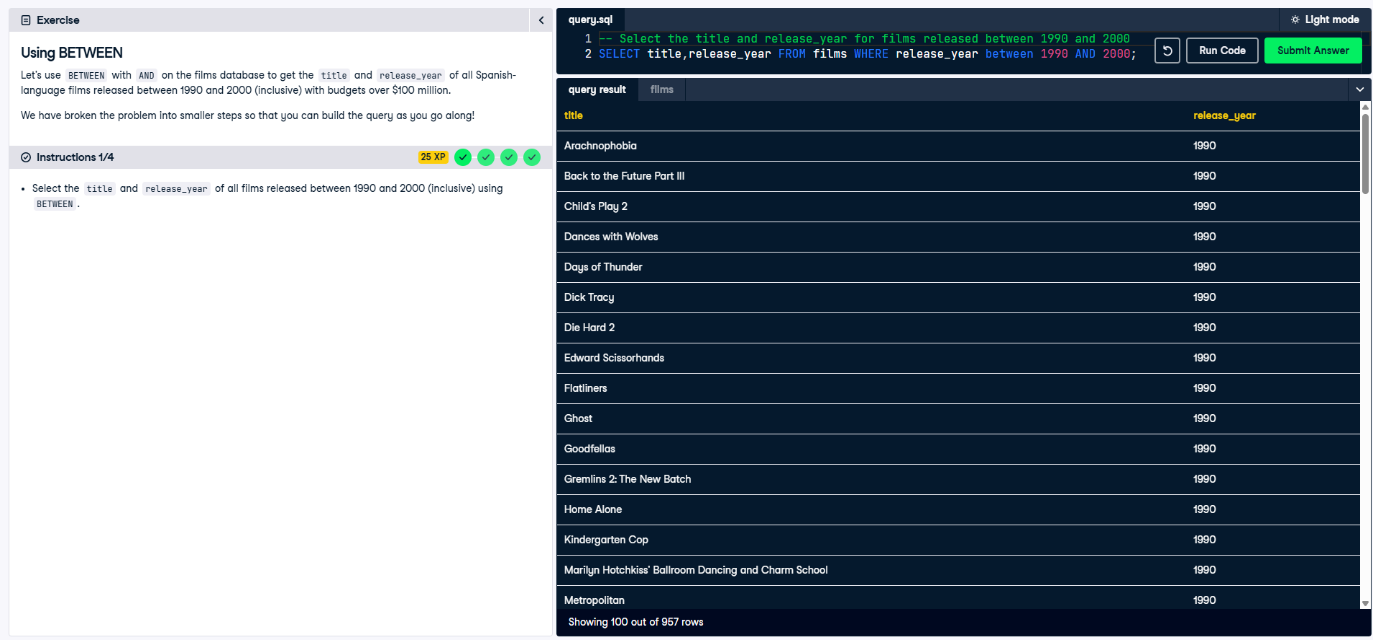 Exercise
Using BETWEEN
Let's use BETWEEN with AND on the films database to get the title and release_year of all Spanish-
language films released between 1990 and 2000 (inclusive) with budgets over $100 million.
We have broken the problem into smaller steps so that you can build the query as you go along!
Instructions 1/4
25 XP
Select the title and release_year of all films released between 1990 and 2000 (inclusive) using
BETWEEN.
query.sql
Light mode
1 -- Select the title and release_year for films released between 1990 and 2000
2 SELECT title,release_year FROM films WHERE release_year between 1990 AND 2000;
Run Code
Submit Answer
query result films
title release_year
Arachnophobia 1990
Back to the Future Part III 1990
Child's Play 2 1990
Dances with Wolves 1990
Days of Thunder 1990
Dick Tracy 1990
Die Hard 2 1990
Edward Scissorhands 1990
Flatliners 1990
Ghost 1990
Goodfellas 1990
Gremlins 2: The New Batch 1990
Home Alone 1990
Kindergarten Cop 1990
Marilyn Hotchkiss' Ballroom Dancing and Charm School 1990
Metropolitan 1990
Showing 100 out of 957 rows